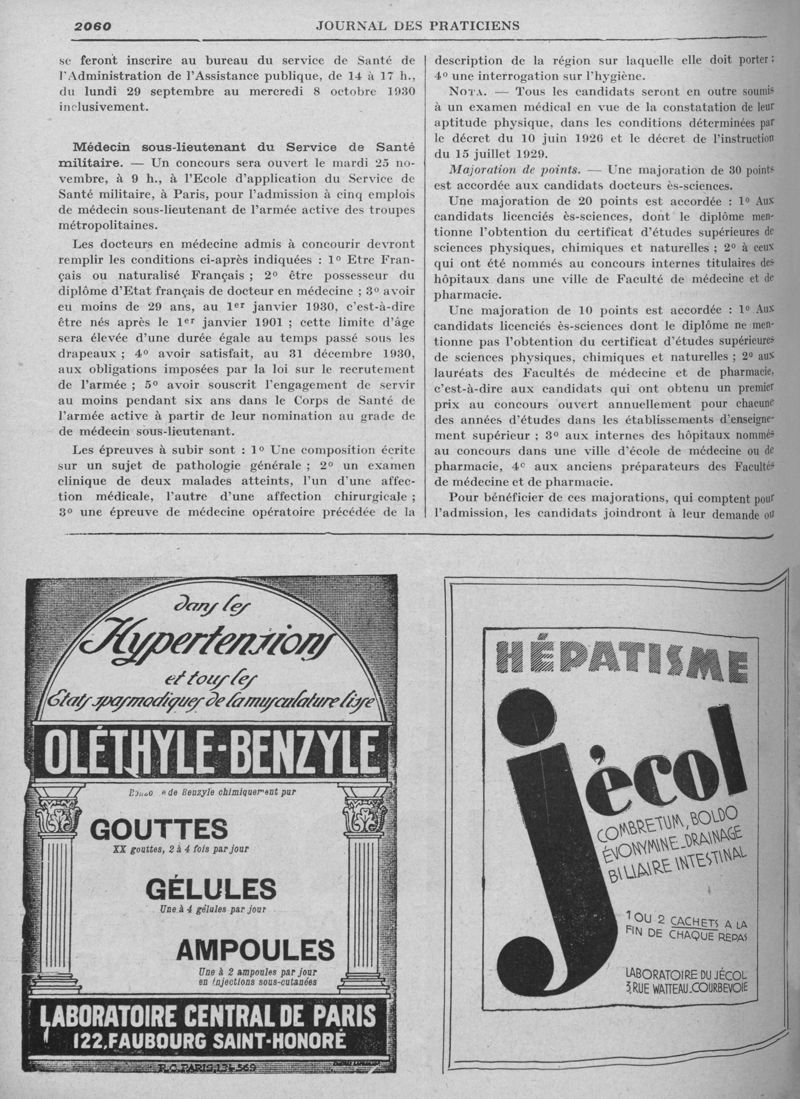 2060
JOURNAL DES PRATICIENS
se feront inscrire au bureau du service de Santé de
l'Administration de l'Assistance publique, de 14 à 17 h.,
du lundi 29 septembre au mercredi 8 octobre 1930
inclusivement.
Médecin sous-lieutenant du Service de Santé
militaire. — Un concours sera ouvert le mardi 25 no-
vembre, à 9 h., à l'Ecole d'application du Service de
Santé militaire, à Paris, pour l'admission à cinq emplois
de médecin sous-lieutenant de l'armée active des troupes
métropolitaines.
Les docteurs en médecine admis à concourir devront
remplir les conditions ci-après indiquées : 1º Etre Fran-
çais ou naturalisé Français ; 2º être possesseur du
diplôme d'Etat français de docteur en médecine ; 3º avoir
eu moins de 29 ans, au 1er janvier 1930, c'est-à-dire
être nés après le 1er janvier 1901 ; cette limite d'âge
sera élevée d'une durée égale au temps passé sous les
drapeaux ; 4º avoir satisfait, au 31 décembre 1930,
aux obligations imposées par la loi sur le recrutement
de l'armée ; 5º avoir souscrit l'engagement de servir
au moins pendant six ans dans le Corps de Santé de
l'armée active à partir de leur nomination au grade de
de médecin sous-lieutenant.
Les épreuves à subir sont : 1º Une composition écrite
sur un sujet de pathologie générale ; 2º un examen
clinique de deux malades atteints, l'un d'une affec-
tion médicale, l'autre d'une affection chirurgicale ;
3º une épreuve de médecine opératoire précédée de la
description de la région sur laquelle elle doit porter ;
4º une interrogation sur l'hygiène.
NOTA. — Tous les candidats seront en outre soumis
à un examen médical en vue de la constatation de leur
aptitude physique, dans les conditions déterminées par
le décret du 10 juin 1926 et le décret de l'instruction
du 15 juillet 1929.
Majoration de points. — Une majoration de 30 points
est accordée aux candidats docteurs ès-sciences.
Une majoration de 20 points est accordée : 1º Aux
candidats licenciés ès-sciences, dont le diplôme men-
tionne l'obtention du certificat d'études supérieures de
sciences physiques, chimiques et naturelles ; 2º à ceux
qui ont été nommés au concours internes titulaires des
hôpitaux dans une ville de Faculté de médecine et de
pharmacie.
Une majoration de 10 points est accordée : 1º Aux
candidats licenciés ès-sciences dont le diplôme ne men-
tionne pas l'obtention du certificat d'études supérieures
de sciences physiques, chimiques et naturelles ; 2º aux
lauréats des Facultés de médecine et de pharmacie,
c'est-à-dire aux candidats qui ont obtenu un premier
prix au concours ouvert annuellement pour chacune
des années d'études dans les établissements d'enseigne-
ment supérieur ; 3º aux internes des hôpitaux nommés
au concours dans une ville d'école de médecine ou de
pharmacie, 4º aux anciens préparateurs des Facultés
de médecine et de pharmacie.
Pour bénéficier de ces majorations, qui comptent pour
l'admission, les candidats joindront à leur demande ou
dans les
Hypertensions
et tous les
États spasmodiques de la musculature lisse
OLÉTHYLE-BENZYLE
de Benzyle chimiquement pur
GOUTTES
XX gouttes, 2 à 4 fois par jour
GÉLULES
Une à 4 gélules par jour
AMPOULES
Une à 2 ampoules par jour
en injections sous-cutanées
LABORATOIRE CENTRAL DE PARIS
122, FAUBOURG SAINT-HONORÉ
R.C. PARIS, 131.569
HÉPATISME
jécol
COMBRETUM, BOLDO
ÉVONYMINE_DRAINAGE
BILIAIRE INTESTINAL
1 OU 2 CACHETS A LA
FIN DE CHAQUE REPAS
LABORATOIRE DU JÉCOL
3, RUE WATTEAU_COURBEVOIE